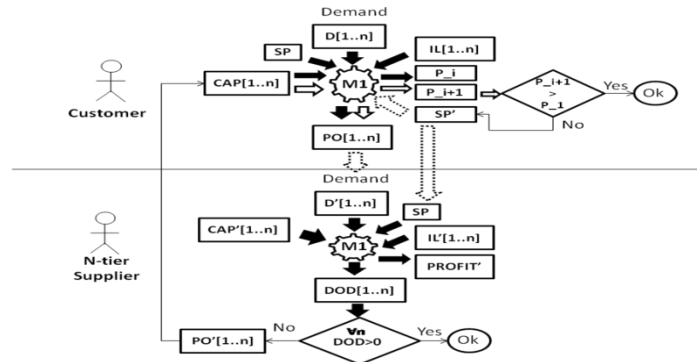 Demand
D[1..n]
SP
IL[1..n]
CAP[1..n]
M1
P_i
P_i+1
P_i+1
>
P_1
Yes
Ok
SP’
No
Customer
PO[1..n]
Demand
D’[1..n]
SP
CAP’[1..n]
M1
IL’[1..n]
PROFIT’
N-tier
Supplier
DOD[1..n]
PO’[1..n]
No
∀n
DOD>0
Yes
Ok